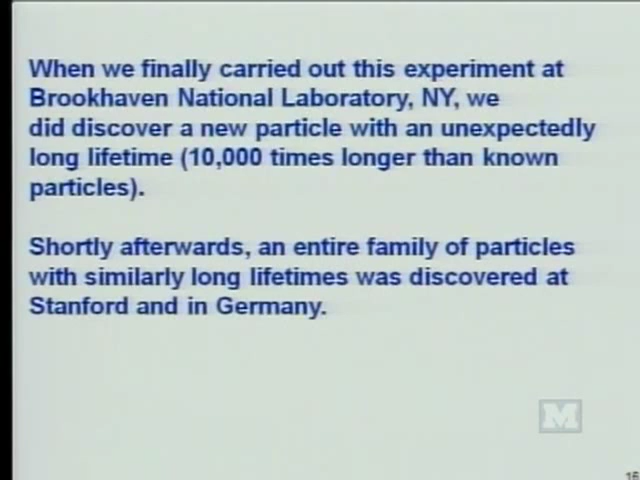 When we finally carried out this experiment at
Brookhaven National Laboratory, NY, we
did discover a new particle with an unexpectedly
long lifetime (10,000 times longer than known
particles).
Shortly afterwards, an entire family of particles
with similarly long lifetimes was discovered at
Stanford and in Germany.
M